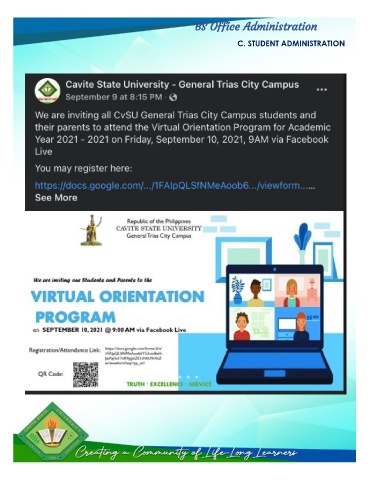 BS Office Administration
C. STUDENT ADMINISTRATION
Cavite State University - General Trias City Campus
September 9 at 8:15 PM ·
We are inviting all CvSU General Trias City Campus students and
their parents to attend the Virtual Orientation Program for Academic
Year 2021 - 2021 on Friday, September 10, 2021, 9AM via Facebook
Live
You may register here:
https://docs.google.com/.../1FAIpQLSfNMeAoob6.../viewform......
See More
Republic of the Philippines
CAVITE STATE UNIVERSITY
General Trias City Campus
We are inviting our Students and Parents to the
VIRTUAL ORIENTATION
PROGRAM
on SEPTEMBER 10, 2021 @ 9:00 AM via Facebook Live
Registration/Attendance Link:
QR Code:
TRUTH · EXCELLENCE · SERVICE
Creating a Community of Life-Long Learners